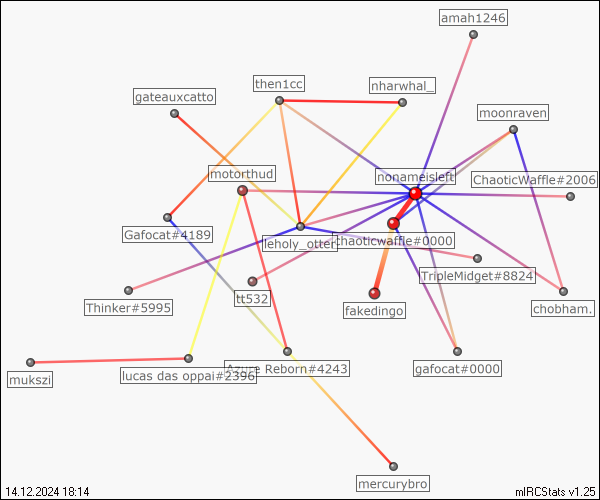 amah1246
then1cc
nharwhal_
gateauxcatto
moonraven
motorthud
nonameisleft
ChaoticWaffle#2006
Gafocat#4189
leholy_otter
chaoticwaffle#0000
TripleMidget#8824
Thinker#5995
tt532
fakedingo
chobham.
mukszi
lucas das oppai#2396
Azure Reborn#4243
gafocat#0000
mercurybro
14.12.2024 18:14
mIRCStats v1.25